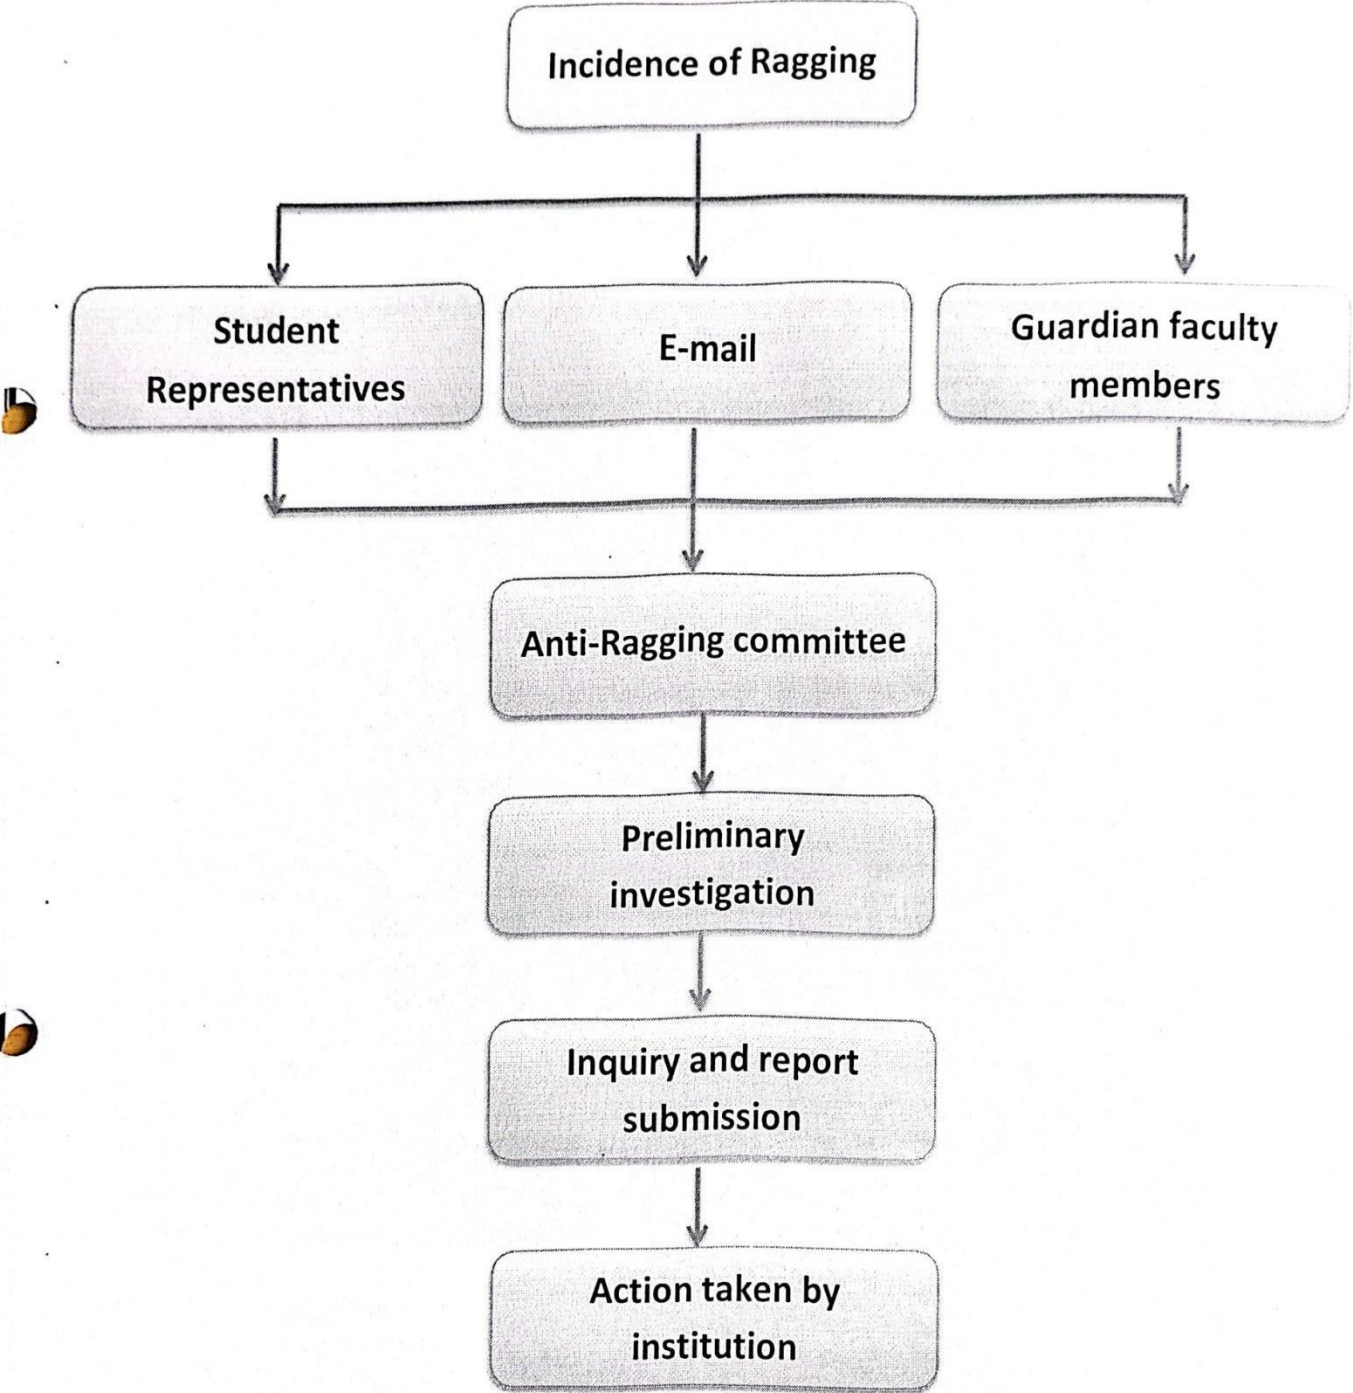 Incidence of Ragging
Student
Representatives
E-mail
Guardian faculty
members
Anti-Ragging committee
Preliminary
investigation
Inquiry and report
submission
Action taken by
institution